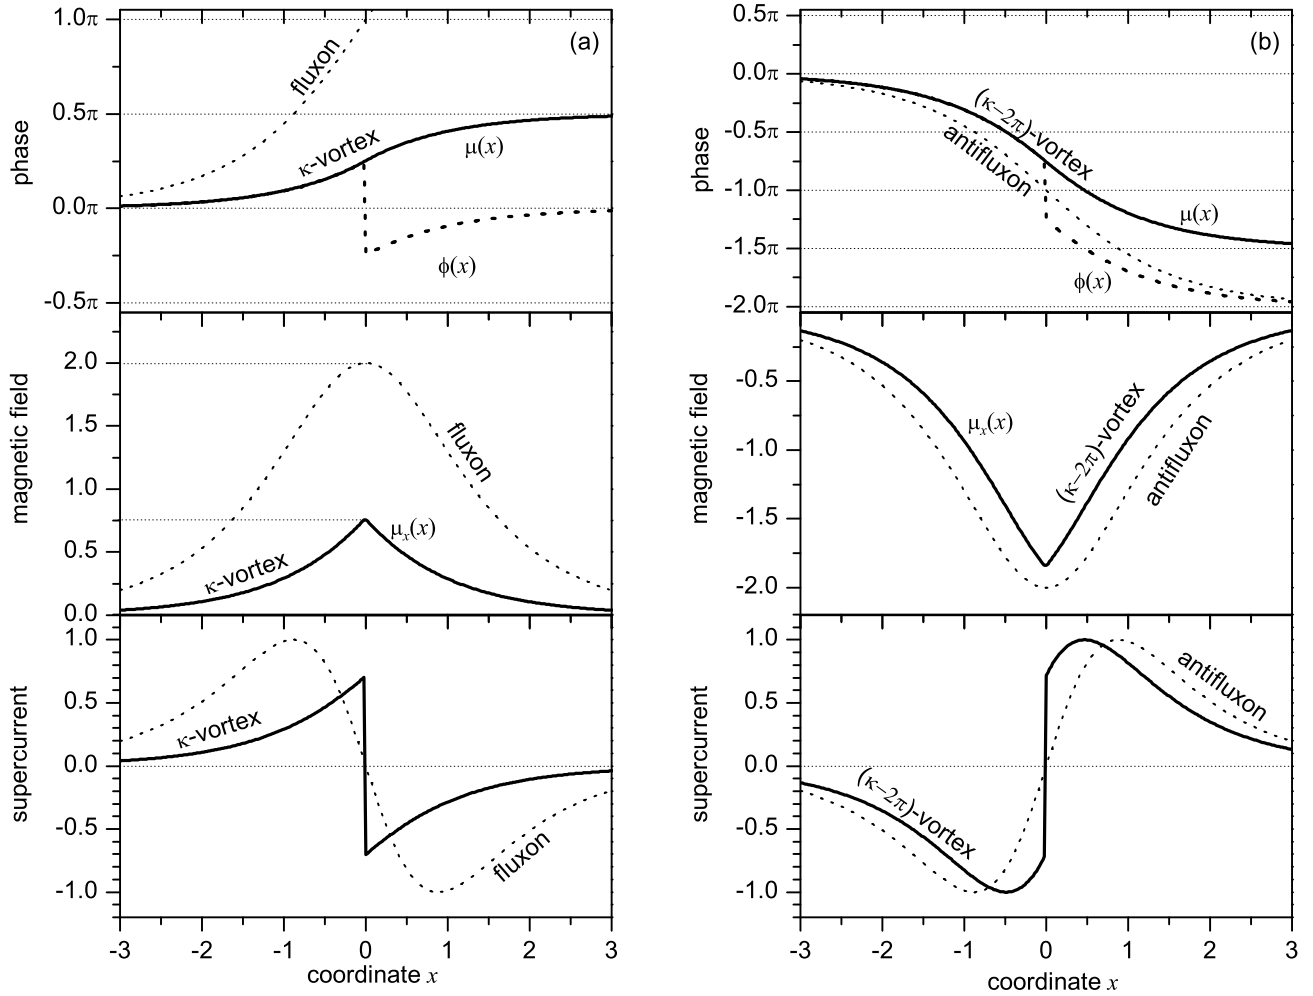 (a)
1.0π
0.5π
0.0π
-0.5π
phase
fluxon
κ-vortex
μ(x)
ϕ(x)
2.0
1.5
1.0
0.5
0.0
magnetic field
fluxon
κ-vortex
μx(x)
1.0
0.5
0.0
-0.5
-1.0
supercurrent
κ-vortex
fluxon
-3 -2 -1 0 1 2 3
coordinate x
(b)
0.5π
0.0π
-0.5π
-1.0π
-1.5π
-2.0π
phase
(κ−2π)-vortex
antifluxon
μ(x)
ϕ(x)
-0.5
-1.0
-1.5
-2.0
magnetic field
μx(x)
(κ−2π)-vortex
antifluxon
1.0
0.5
0.0
-0.5
-1.0
supercurrent
antifluxon
(κ−2π)-vortex
-3 -2 -1 0 1 2 3
coordinate x